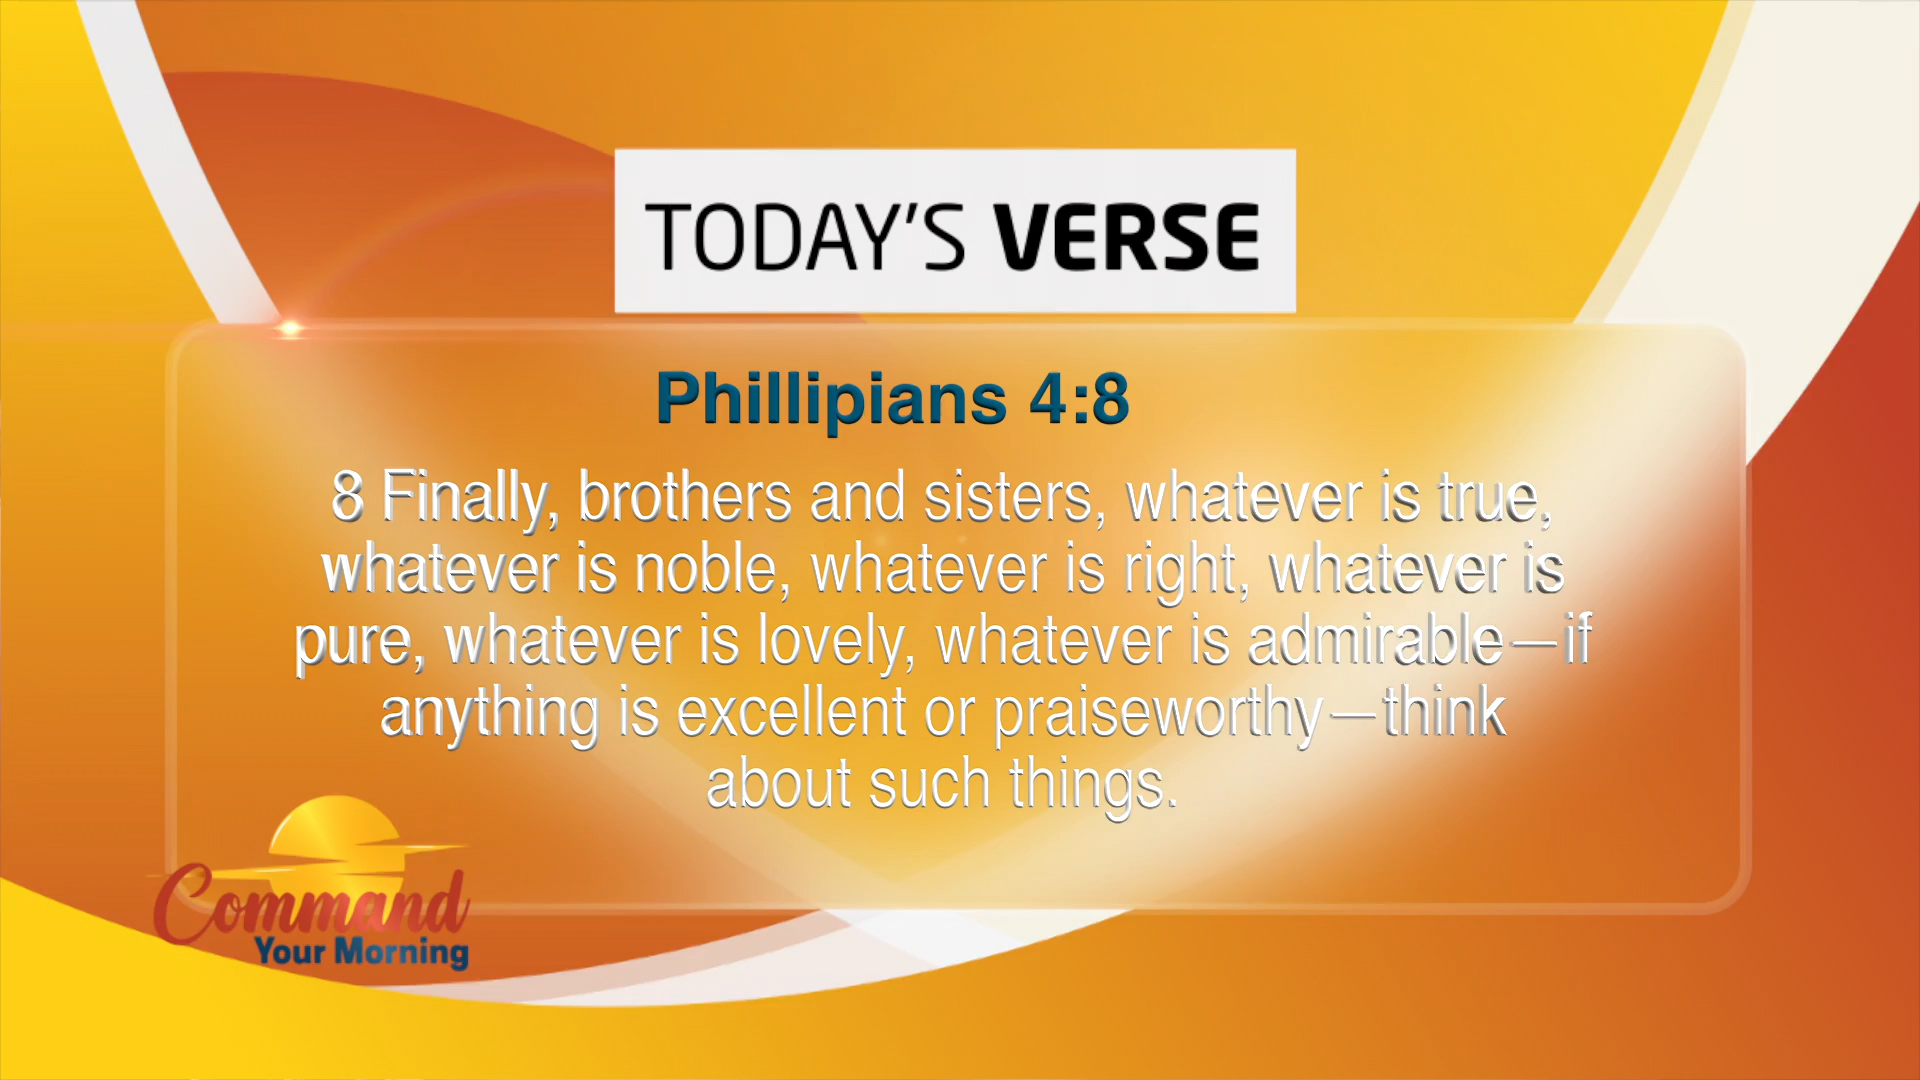 TODAY'S VERSE
Phillipians 4:8
8 Finally, brothers and sisters, whatever is true,
whatever is noble, whatever is right, whatever is
pure, whatever is lovely, whatever is admirable—if
anything is excellent or praiseworthy—think
about such things.
Command
Your Morning